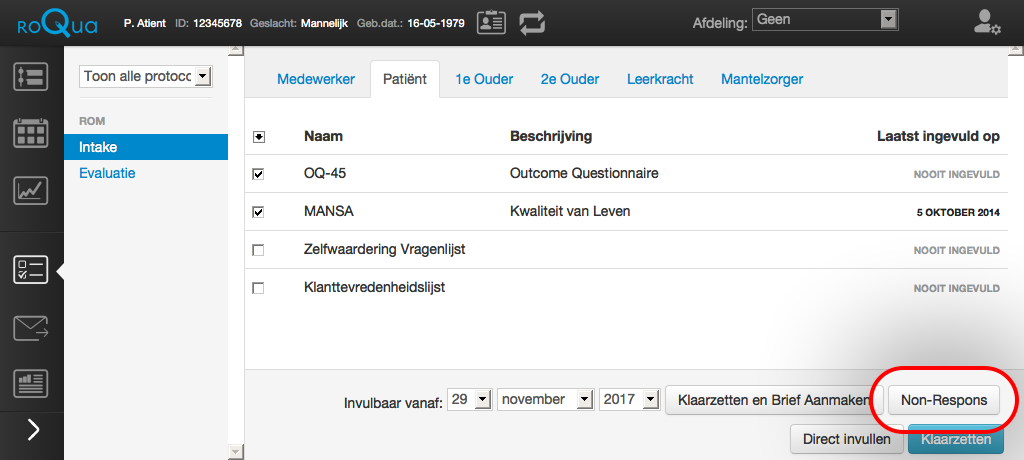 roQua P. Atient ID: 12345678 Geslacht: Mannelijk Geb.dat.: 16-05-1979 Afdeling: Geen
Toon alle protocc
ROM
Intake
Evaluatie
Medewerker Patiënt 1e Ouder 2e Ouder Leerkracht Mantelzorger
Naam Beschrijving Laatst ingevuld op
OQ-45 Outcome Questionnaire NOOIT INGEVULD
MANSA Kwaliteit van Leven 5 OKTOBER 2014
Zelfwaardering Vragenlijst NOOIT INGEVULD
Klanttevredenheidslijst NOOIT INGEVULD
Invulbaar vanaf: 29 november 2017 Klaarzetten en Brief Aanmaken Non-Respons
Direct invullen Klaarzetten